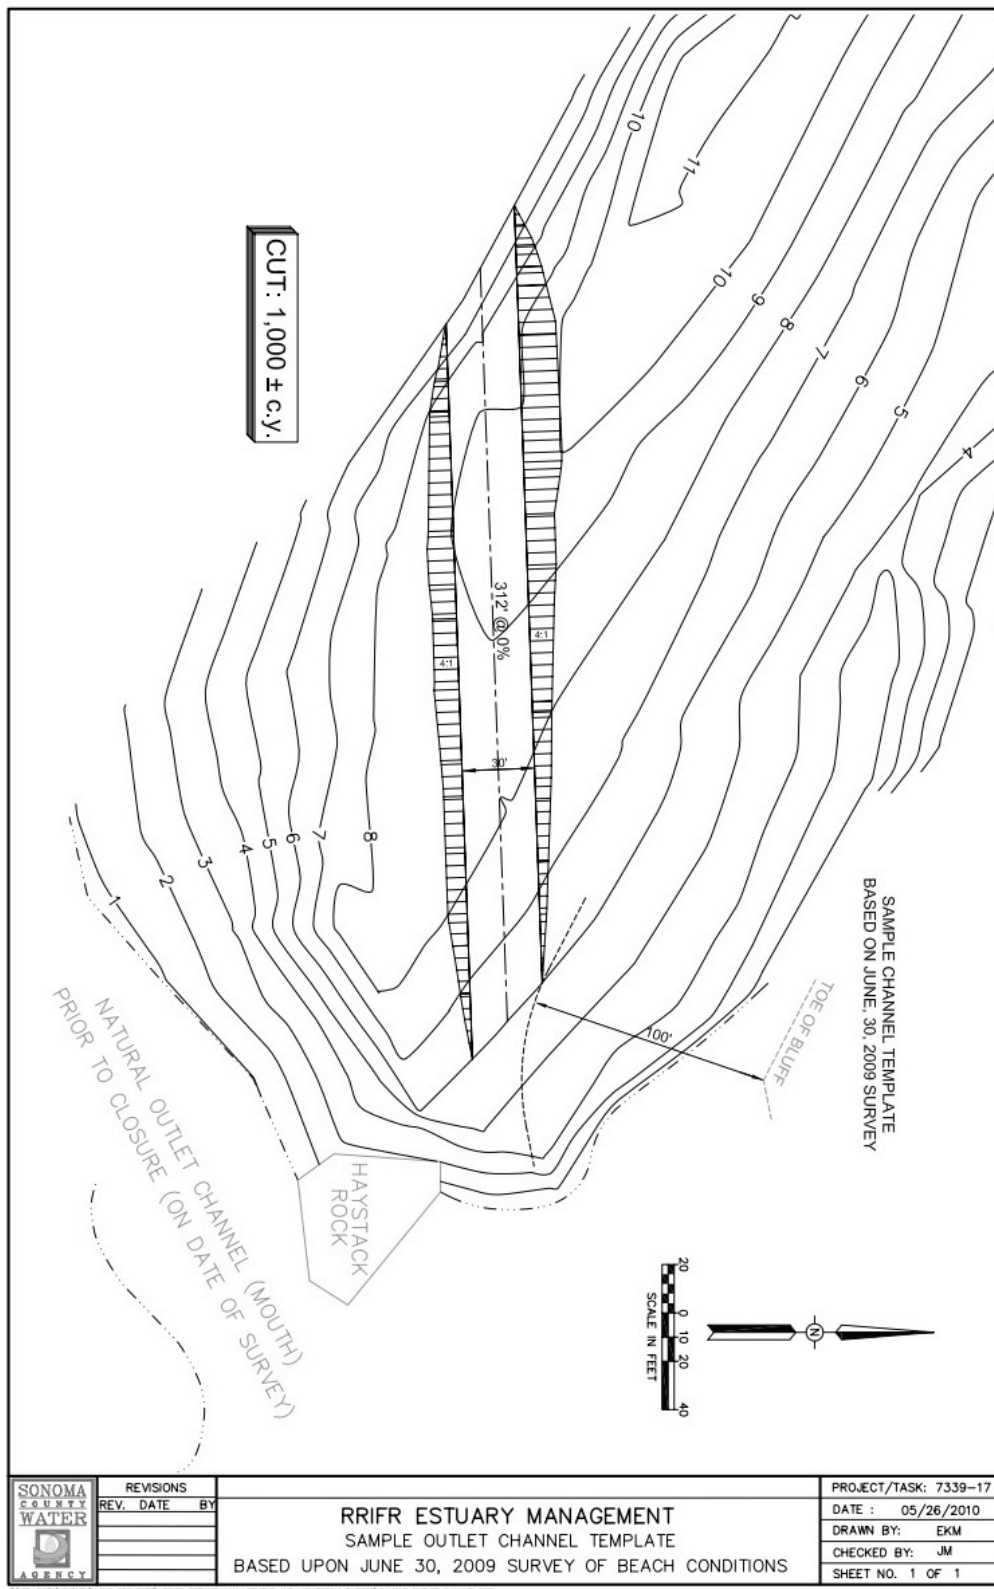 10
11
10
9
8
7
6
5
4
CUT: 1,000 ± c.y.
312' @ 0%
4:1
4:1
30'
8
7
6
5
4
3
2
1
SAMPLE CHANNEL TEMPLATE
BASED ON JUNE, 30, 2009 SURVEY
TOE OF BLUFF
100'
NATURAL OUTLET CHANNEL (MOUTH)
PRIOR TO CLOSURE (ON DATE OF SURVEY)
HAYSTACK
ROCK
20 0 10 20 40
SCALE IN FEET
N
SONOMA
COUNTY
WATER
AGENCY
REVISIONS
REV. DATE BY
RRIFR ESTUARY MANAGEMENT
SAMPLE OUTLET CHANNEL TEMPLATE
BASED UPON JUNE 30, 2009 SURVEY OF BEACH CONDITIONS
PROJECT/TASK: 7339-17
DATE : 05/26/2010
DRAWN BY: EKM
CHECKED BY: JM
SHEET NO. 1 OF 1